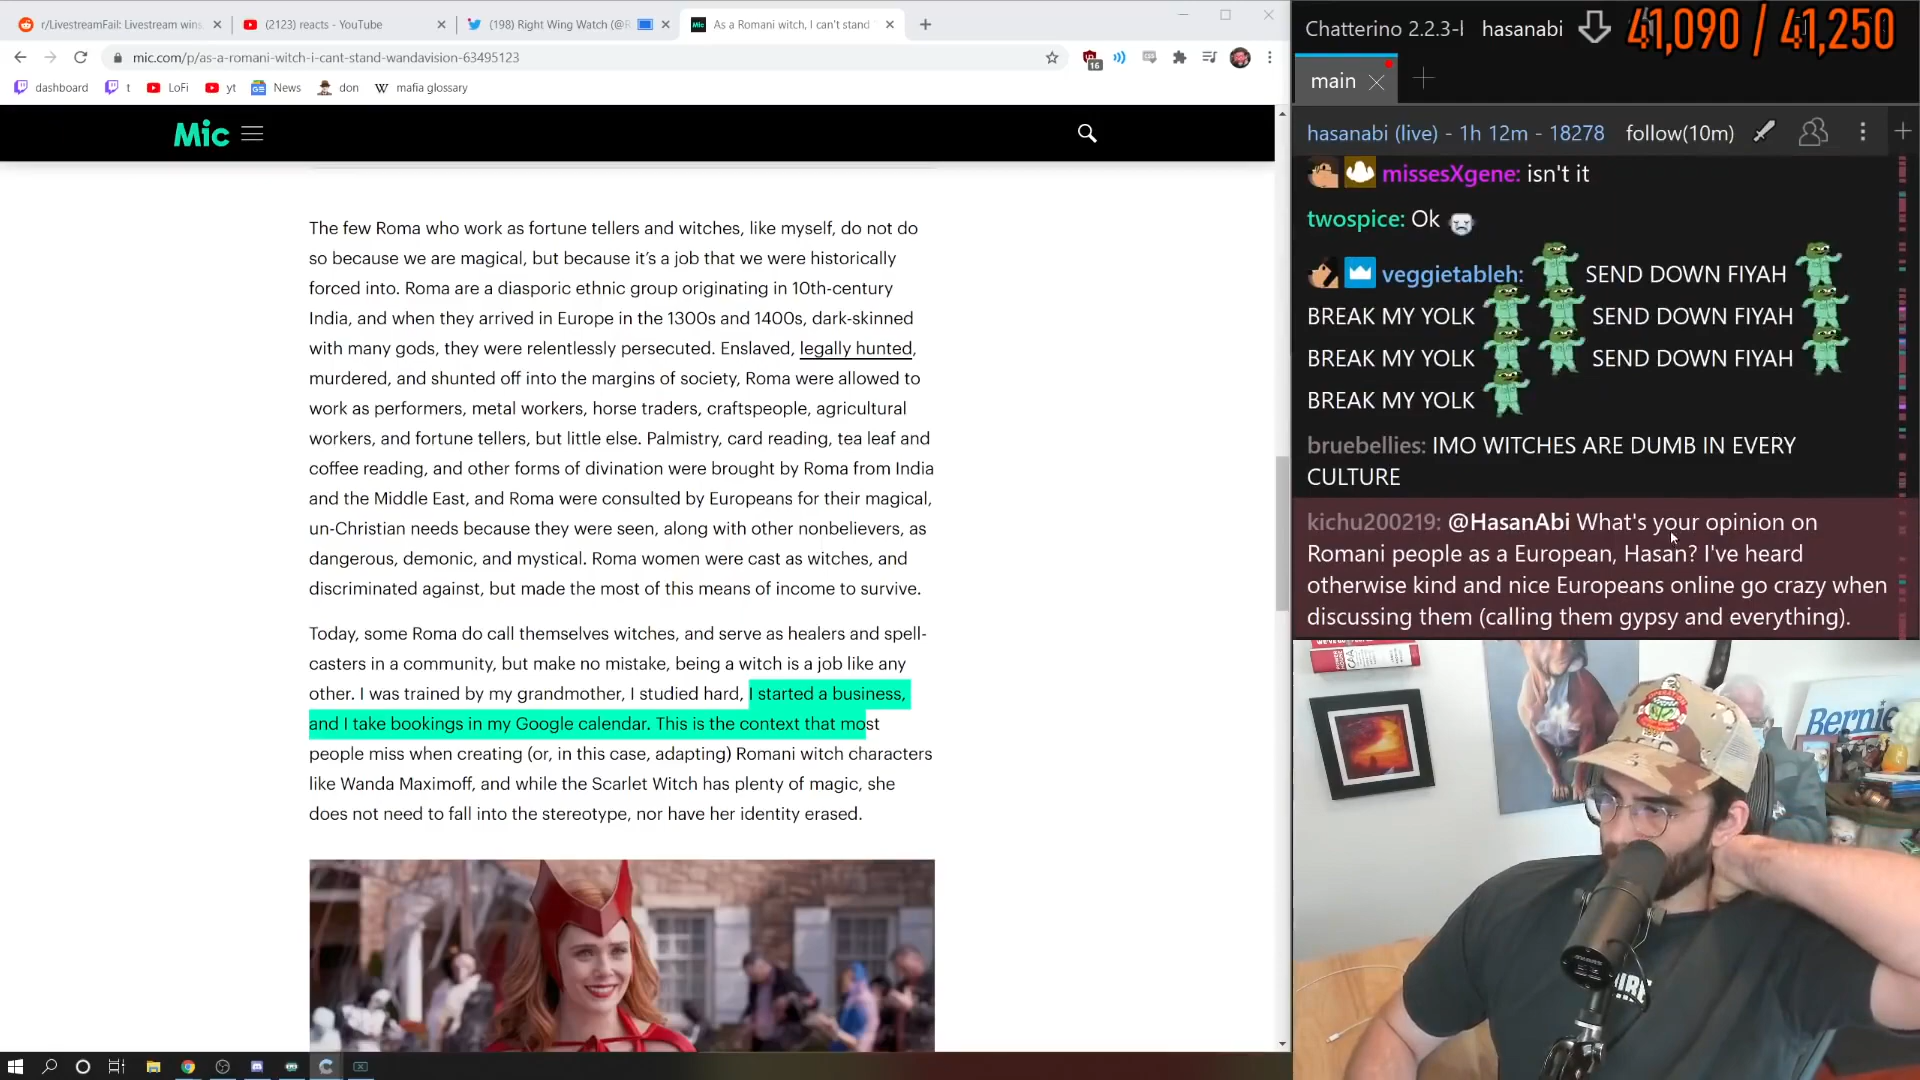 r/LivestreamFail: Livestream wins
(2123) reacts - YouTube
(198) Right Wing Watch (@R
As a Romani witch, I can't stand
mic.com/p/as-a-romani-witch-i-cant-stand-wandavision-63495123
16
dashboard
t
LoFi
yt
News
don
W mafia glossary
Mic
The few Roma who work as fortune tellers and witches, like myself, do not do
so because we are magical, but because it's a job that we were historically
forced into. Roma are a diasporic ethnic group originating in 10th-century
India, and when they arrived in Europe in the 1300s and 1400s, dark-skinned
with many gods, they were relentlessly persecuted. Enslaved, legally hunted,
murdered, and shunted off into the margins of society, Roma were allowed to
work as performers, metal workers, horse traders, craftspeople, agricultural
workers, and fortune tellers, but little else. Palmistry, card reading, tea leaf and
coffee reading, and other forms of divination were brought by Roma from India
and the Middle East, and Roma were consulted by Europeans for their magical,
un-Christian needs because they were seen, along with other nonbelievers, as
dangerous, demonic, and mystical. Roma women were cast as witches, and
discriminated against, but made the most of this means of income to survive.
Today, some Roma do call themselves witches, and serve as healers and spell-
casters in a community, but make no mistake, being a witch is a job like any
other. I was trained by my grandmother, I studied hard, I started a business,
and I take bookings in my Google calendar. This is the context that most
people miss when creating (or, in this case, adapting) Romani witch characters
like Wanda Maximoff, and while the Scarlet Witch has plenty of magic, she
does not need to fall into the stereotype, nor have her identity erased.
Chatterino 2.2.3-l hasanabi
41,090 / 41,250
main
hasanabi (live) - 1h 12m - 18278 follow(10m)
missesXgene: isn't it
twospice: Ok
veggietableh: SEND DOWN FIYAH
BREAK MY YOLK SEND DOWN FIYAH
BREAK MY YOLK SEND DOWN FIYAH
BREAK MY YOLK
bruebellies: IMO WITCHES ARE DUMB IN EVERY
CULTURE
kichu200219: @HasanAbi What's your opinion on
Romani people as a European, Hasan? I've heard
otherwise kind and nice Europeans online go crazy when
discussing them (calling them gypsy and everything).
Bernie